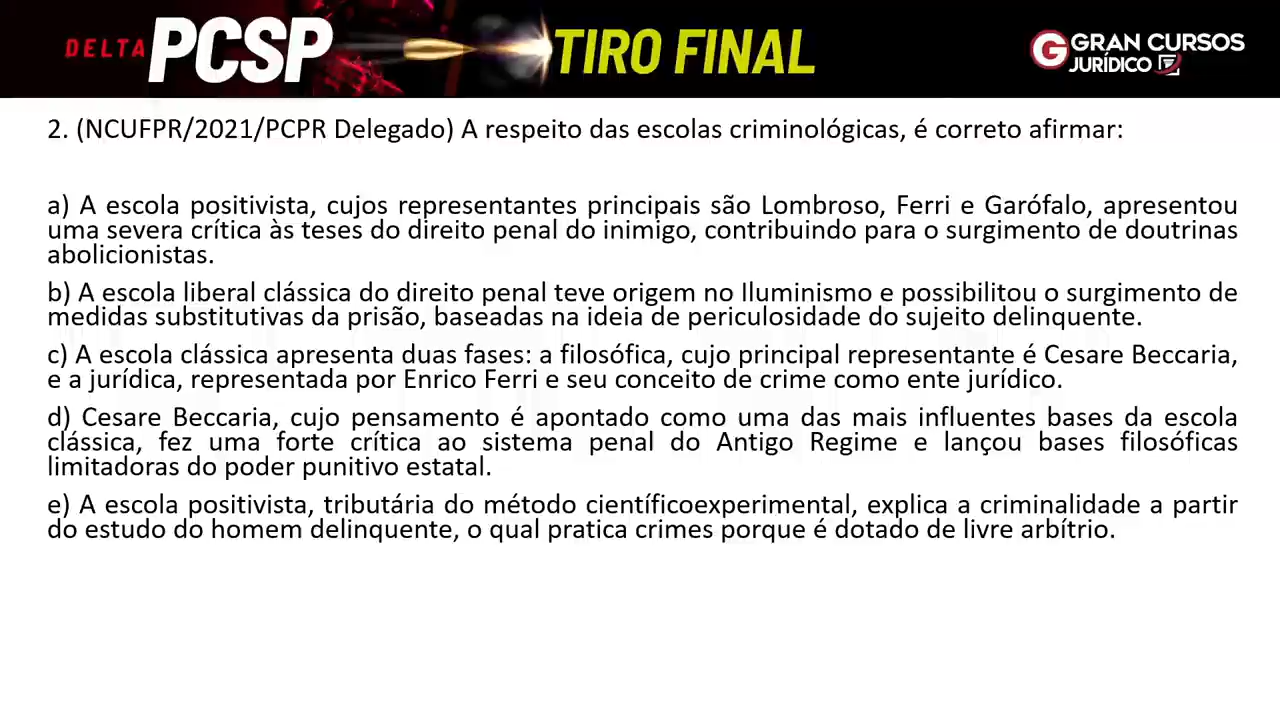 DELTA PCSP TIRO FINAL GRAN CURSOS
JURÍDICO
2. (NCUFPR/2021/PCPR Delegado) A respeito das escolas criminológicas, é correto afirmar:
a) A escola positivista, cujos representantes principais são Lombroso, Ferri e Garófalo, apresentou
uma severa crítica às teses do direito penal do inimigo, contribuindo para o surgimento de doutrinas
abolicionistas.
b) A escola liberal clássica do direito penal teve origem no Iluminismo e possibilitou o surgimento de
medidas substitutivas da prisão, baseadas na ideia de periculosidade do sujeito delinquente.
c) A escola clássica apresenta duas fases: a filosófica, cujo principal representante é Cesare Beccaria,
e a jurídica, representada por Enrico Ferri e seu conceito de crime como ente jurídico.
d) Cesare Beccaria, cujo pensamento é apontado como uma das mais influentes bases da escola
clássica, fez uma forte crítica ao sistema penal do Antigo Regime e lançou bases filosóficas
limitadoras do poder punitivo estatal.
e) A escola positivista, tributária do método científicoexperimental, explica a criminalidade a partir
do estudo do homem delinquente, o qual pratica crimes porque é dotado de livre arbítrio.